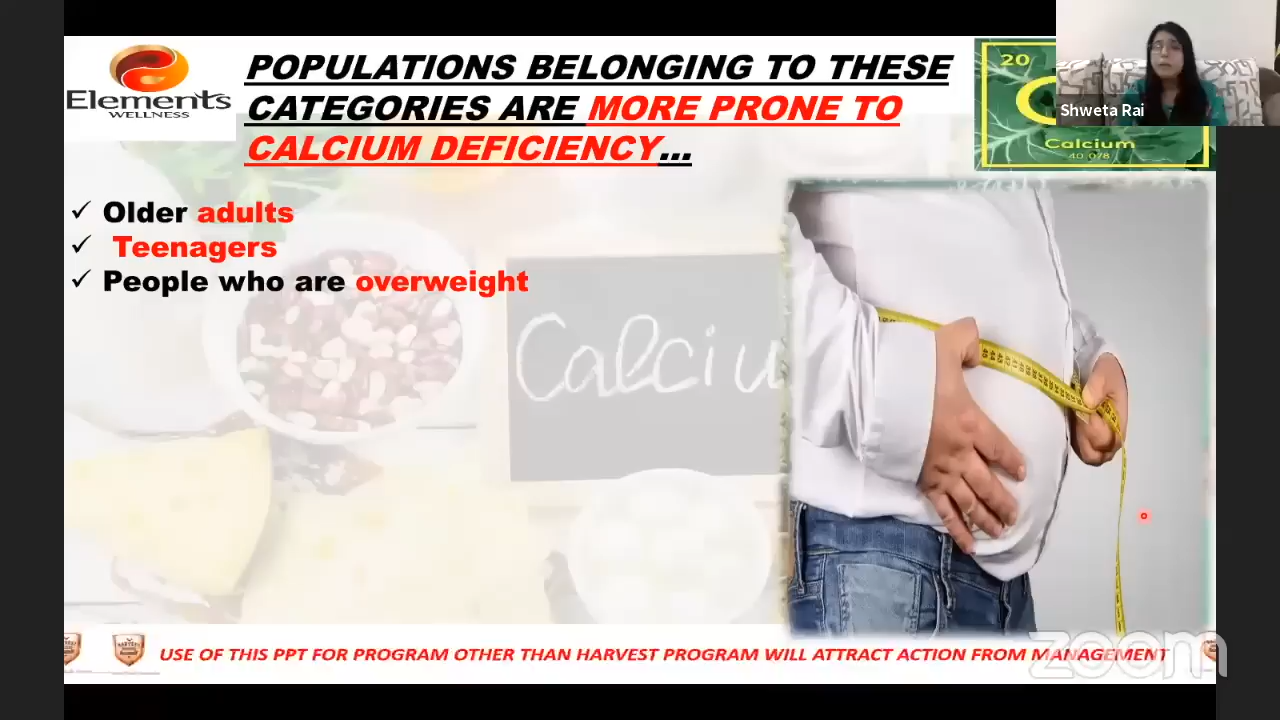 Elements
WELLNESS
POPULATIONS BELONGING TO THESE
CATEGORIES ARE MORE PRONE TO
CALCIUM DEFICIENCY...
20
C
Calcium
40.078
Shweta Rai
✓ Older adults
✓ Teenagers
✓ People who are overweight
Calciu
USE OF THIS PPT FOR PROGRAM OTHER THAN HARVEST PROGRAM WILL ATTRACT ACTION FROM MANAGEMENT
zoom